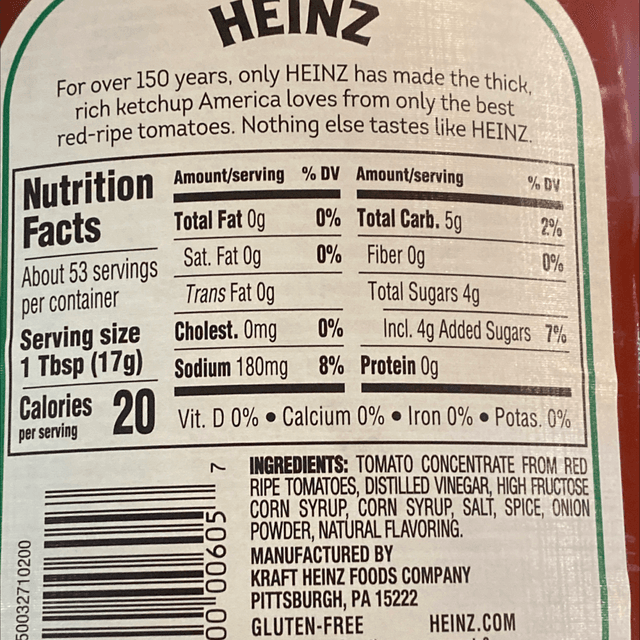 HEINZ
For over 150 years, only HEINZ has made the thick,
rich ketchup America loves from only the best
red-ripe tomatoes. Nothing else tastes like HEINZ.
Nutrition
Facts
About 53 servings
per container
Serving size
1 Tbsp (17g)
Calories 20
per serving
Amount/serving % DV
Total Fat 0g 0%
Sat. Fat 0g 0%
Trans Fat 0g
Cholest. 0mg 0%
Sodium 180mg 8%
Amount/serving % DV
Total Carb. 5g 2%
Fiber 0g 0%
Total Sugars 4g
Incl. 4g Added Sugars 7%
Protein 0g
Vit. D 0% • Calcium 0% • Iron 0% • Potas. 0%
INGREDIENTS: TOMATO CONCENTRATE FROM RED
RIPE TOMATOES, DISTILLED VINEGAR, HIGH FRUCTOSE
CORN SYRUP, CORN SYRUP, SALT, SPICE, ONION
POWDER, NATURAL FLAVORING.
MANUFACTURED BY
KRAFT HEINZ FOODS COMPANY
PITTSBURGH, PA 15222
GLUTEN-FREE HEINZ.COM
00"00605 7
50032710200